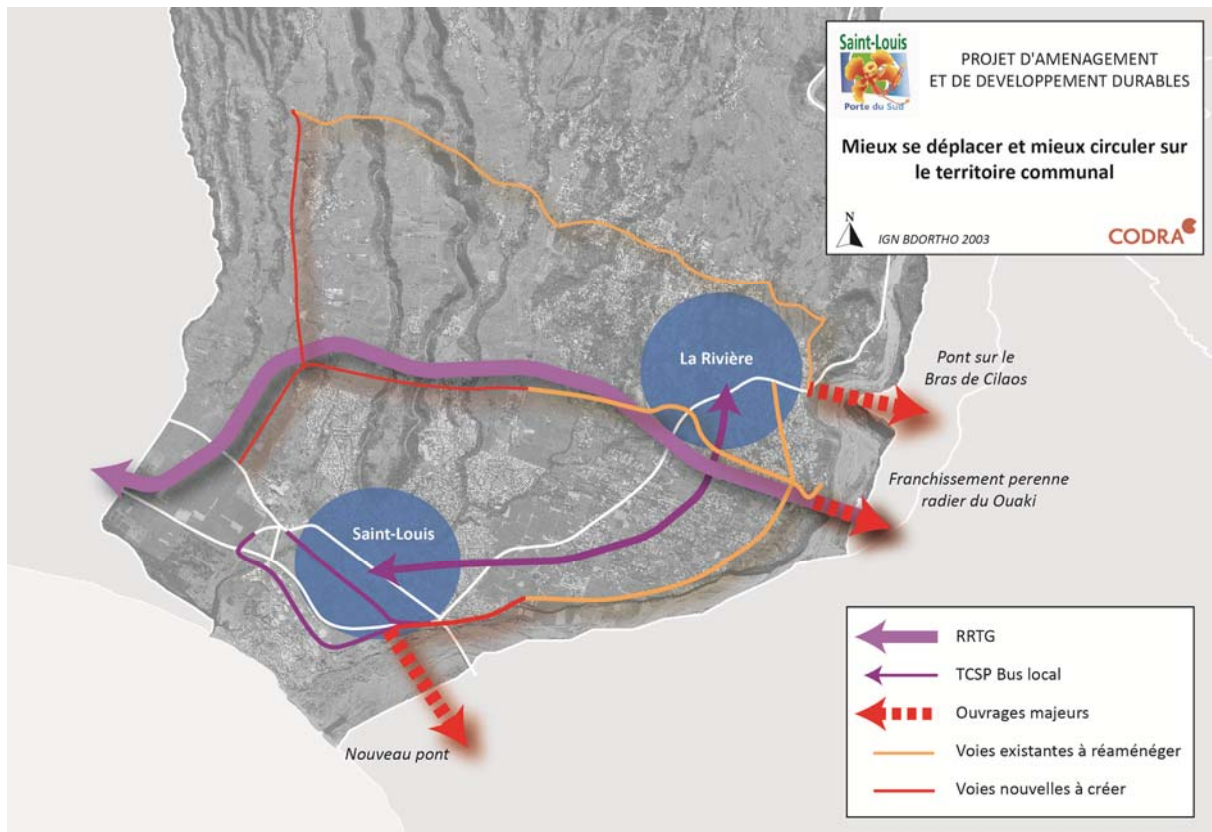 Saint-Louis
Porte du Sud
PROJET D'AMENAGEMENT
ET DE DEVELOPPEMENT DURABLES
Mieux se déplacer et mieux circuler sur
le territoire communal
N
IGN BDORTHO 2003
CODRA
La Rivière
Pont sur le
Bras de Cilaos
Franchissement perenne
radier du Ouaki
Saint-Louis
Nouveau pont
RRTG
TCSP Bus local
Ouvrages majeurs
Voies existantes à réaménéger
Voies nouvelles à créer